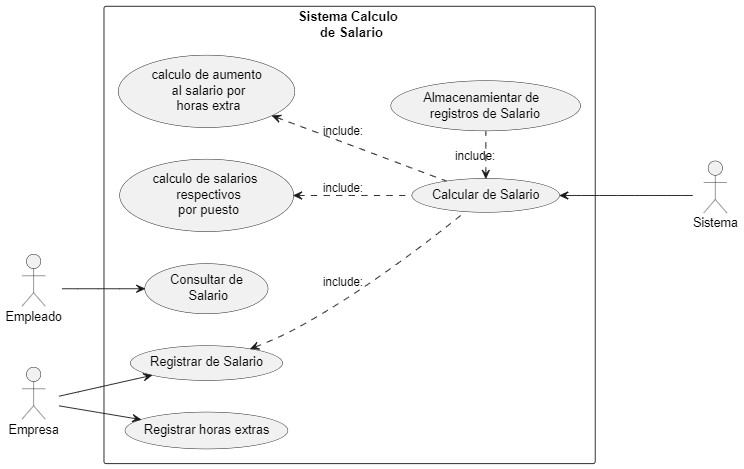 Sistema Calculo
de Salario
calculo de aumento
al salario por
horas extra
Almacenamientar de
registros de Salario
include:
include:
calculo de salarios
respectivos
por puesto
include:
Calcular de Salario
Sistema
Consultar de
Salario
include:
Empleado
Registrar de Salario
Registrar horas extras
Empresa